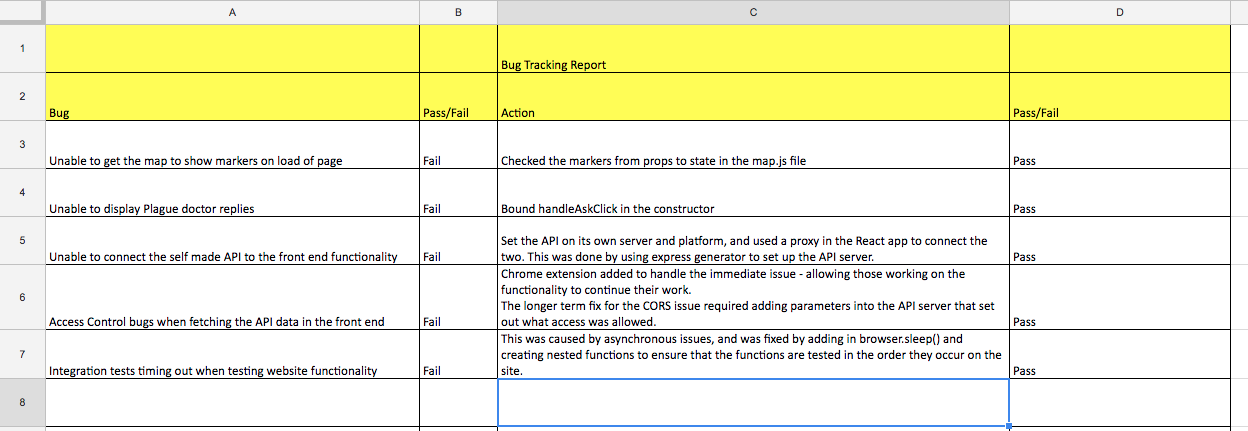 A B C D
1 Bug Tracking Report
2 Bug Pass/Fail Action Pass/Fail
3 Unable to get the map to show markers on load of page Fail Checked the markers from props to state in the map.js file Pass
4 Unable to display Plague doctor replies Fail Bound handleAskClick in the constructor Pass
Set the API on its own server and platform, and used a proxy in the React app to connect the
5 Unable to connect the self made API to the front end functionality Fail two. This was done by using express generator to set up the API server. Pass
Chrome extension added to handle the immediate issue - allowing those working on the
functionality to continue their work.
The longer term fix for the CORS issue required adding parameters into the API server that set
6 Access Control bugs when fetching the API data in the front end Fail out what access was allowed. Pass
This was caused by asynchronous issues, and was fixed by adding in browser.sleep() and
creating nested functions to ensure that the functions are tested in the order they occur on the
7 Integration tests timing out when testing website functionality Fail site. Pass
8